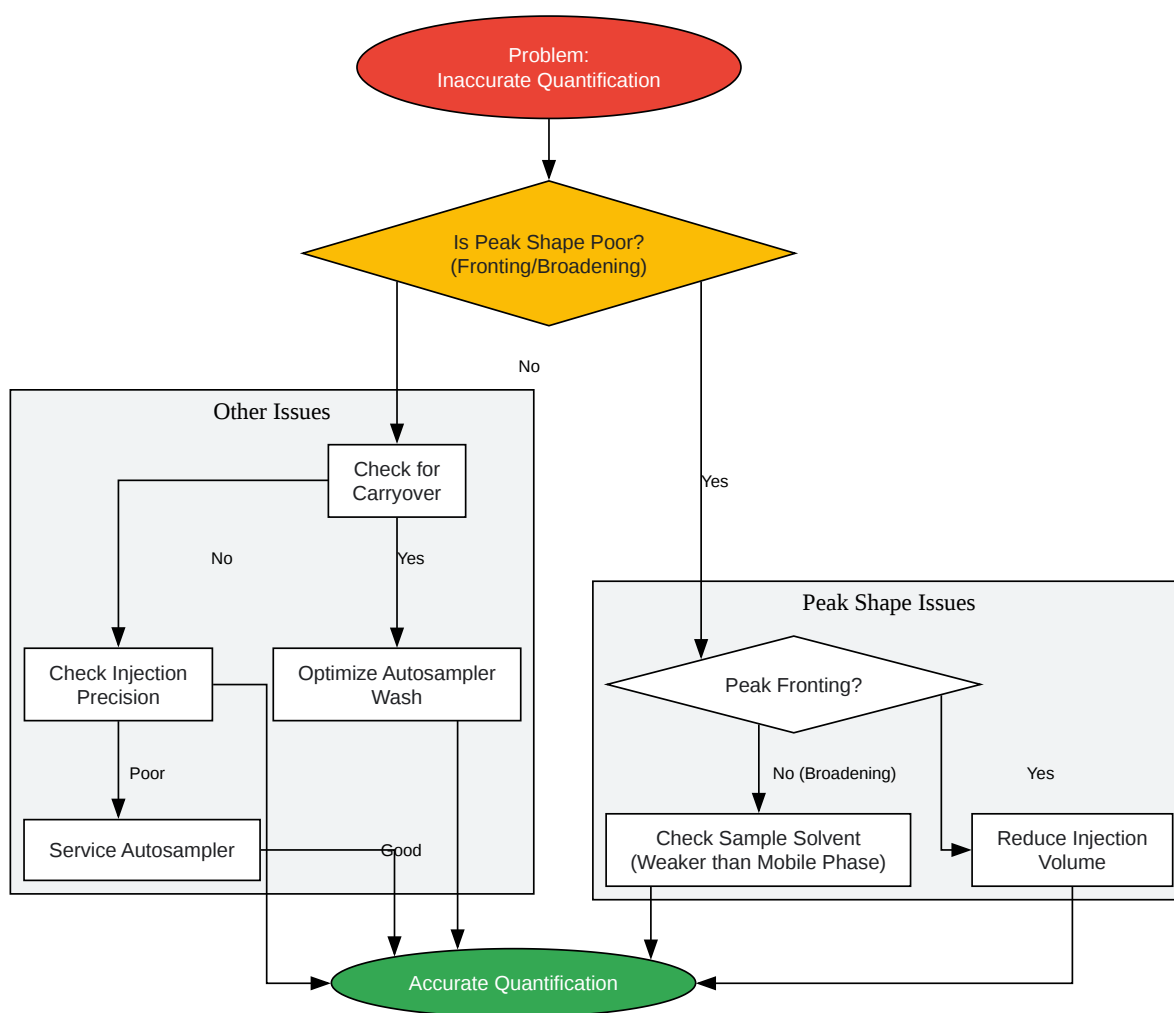 Problem:
Inaccurate Quantification
Is Peak Shape Poor?
(Fronting/Broadening)
No
Other Issues
Check for
Carryover
Yes
No
Yes
Peak Shape Issues
Check Injection
Precision
Optimize Autosampler
Wash
Peak Fronting?
Poor
No (Broadening)
Yes
Service Autosampler
Good
Check Sample Solvent
(Weaker than Mobile Phase)
Reduce Injection
Volume
Accurate Quantification